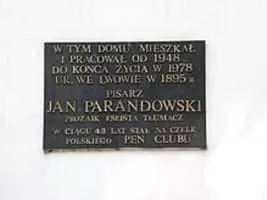 W TYM DOMU MIESZKAŁ
I PRACOWAŁ OD 1948
DO KOŃCA ŻYCIA W 1978
UR. WE LWOWIE W 1895 R.
PISARZ
JAN PARANDOWSKI
PROZAIK ESEISTA TŁUMACZ
W CIĄGU 43 LAT STAŁ NA CZELE
POLSKIEGO PEN CLUBU